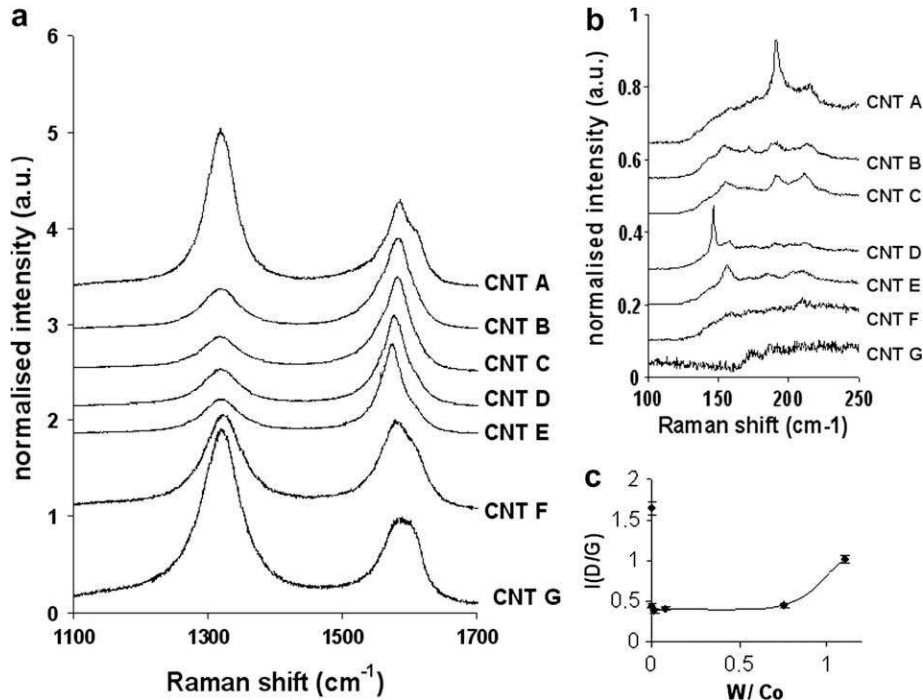 a
6
5
4
3
2
1
0
normalised intensity (a.u.)
CNT A
CNT B
CNT C
CNT D
CNT E
CNT F
CNT G
1100 1300 1500 1700
Raman shift (cm-1)
b
1
0.8
0.6
0.4
0.2
0
normalised intensity (a.u.)
CNT A
CNT B
CNT C
CNT D
CNT E
CNT F
CNT G
100 150 200 250
Raman shift (cm-1)
c
2
1.5
1
0.5
0
I(D/G)
0 0.5 1
W/ Co